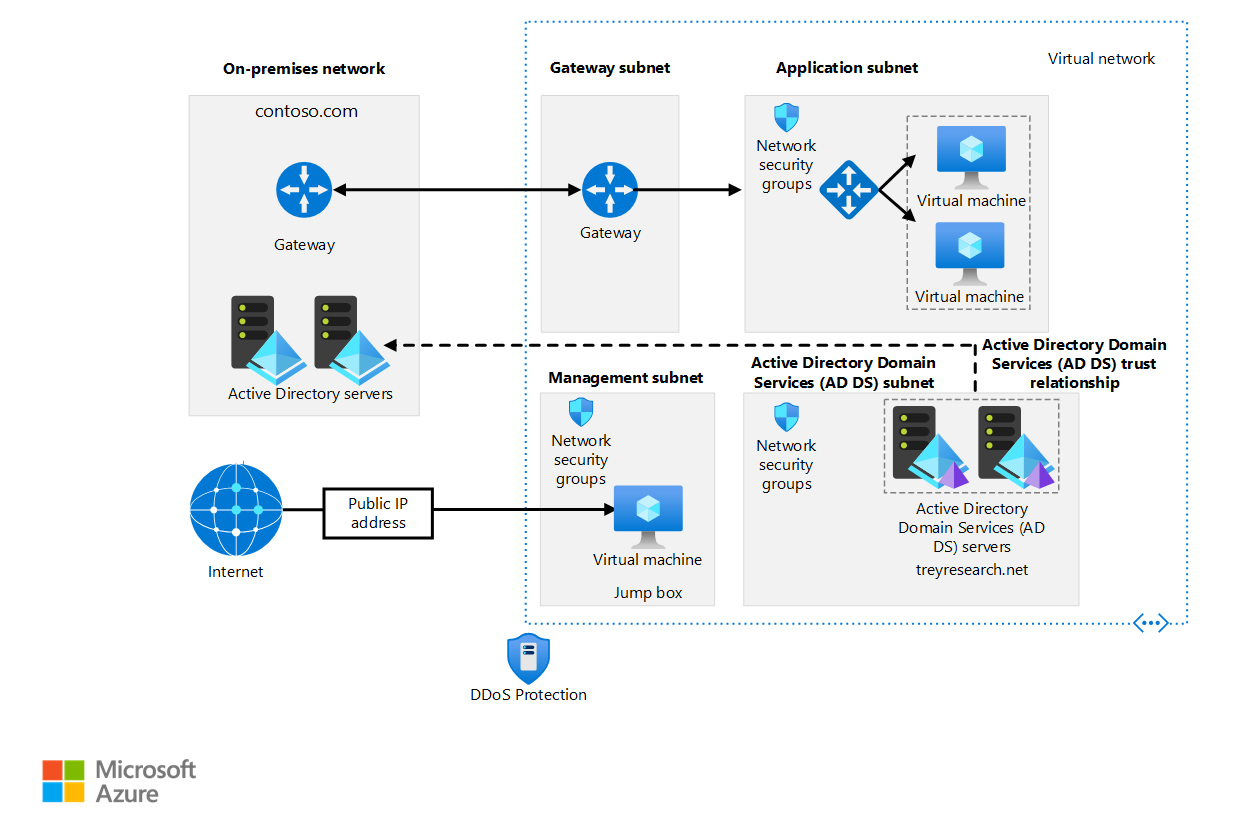 Virtual network
On-premises network
contoso.com
Gateway
Active Directory servers
Gateway subnet
Gateway
Application subnet
Network
security
groups
Virtual machine
Virtual machine
Active Directory Domain
Services (AD DS) trust
relationship
Management subnet
Network
security
groups
Virtual machine
Jump box
Active Directory Domain
Services (AD DS) subnet
Network
security
groups
Active Directory
Domain Services (AD
DS) servers
treyresearch.net
Internet
Public IP
address
DDoS Protection
Microsoft
Azure